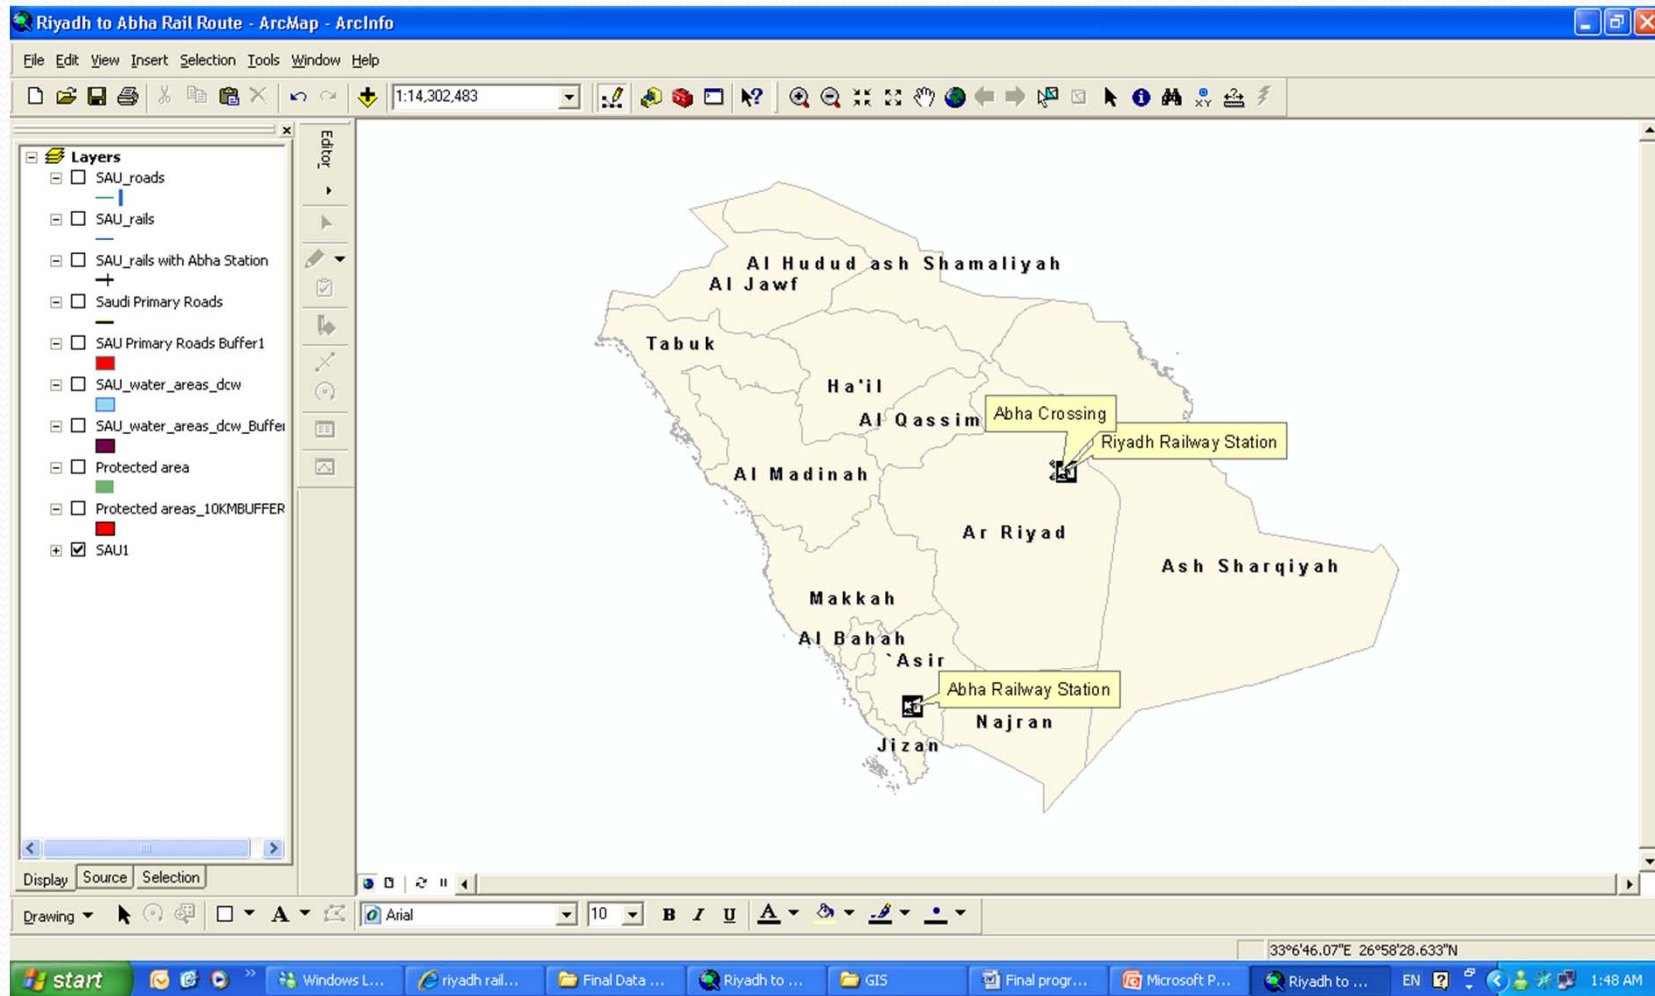 Riyadh to Abha Rail Route - ArcMap - ArcInfo
File Edit View Insert Selection Tools Window Help
1:14,302,483
Editor
Layers
SAU_roads
SAU_rails
SAU_rails with Abha Station
Saudi Primary Roads
SAU Primary Roads Buffer1
SAU_water_areas_dcw
SAU_water_areas_dcw_Buffe
Protected area
Protected areas_10KMBUFFER
SAU1
Al Hudud ash Shamaliyah
Al Jawf
Tabuk
Ha'il
Al Qassim
Abha Crossing
Riyadh Railway Station
Al Madinah
Ar Riyad
Ash Sharqiyah
Makkah
Al Bahah
`Asir
Abha Railway Station
Najran
Jizan
Display Source Selection
Drawing A Arial 10 B I U A
33°6'46.07"E 26°58'28.633"N
start Windows L... riyadh rail... Final Data ... Riyadh to ... GIS Final progr... Microsoft P... Riyadh to ... EN 1:48 AM